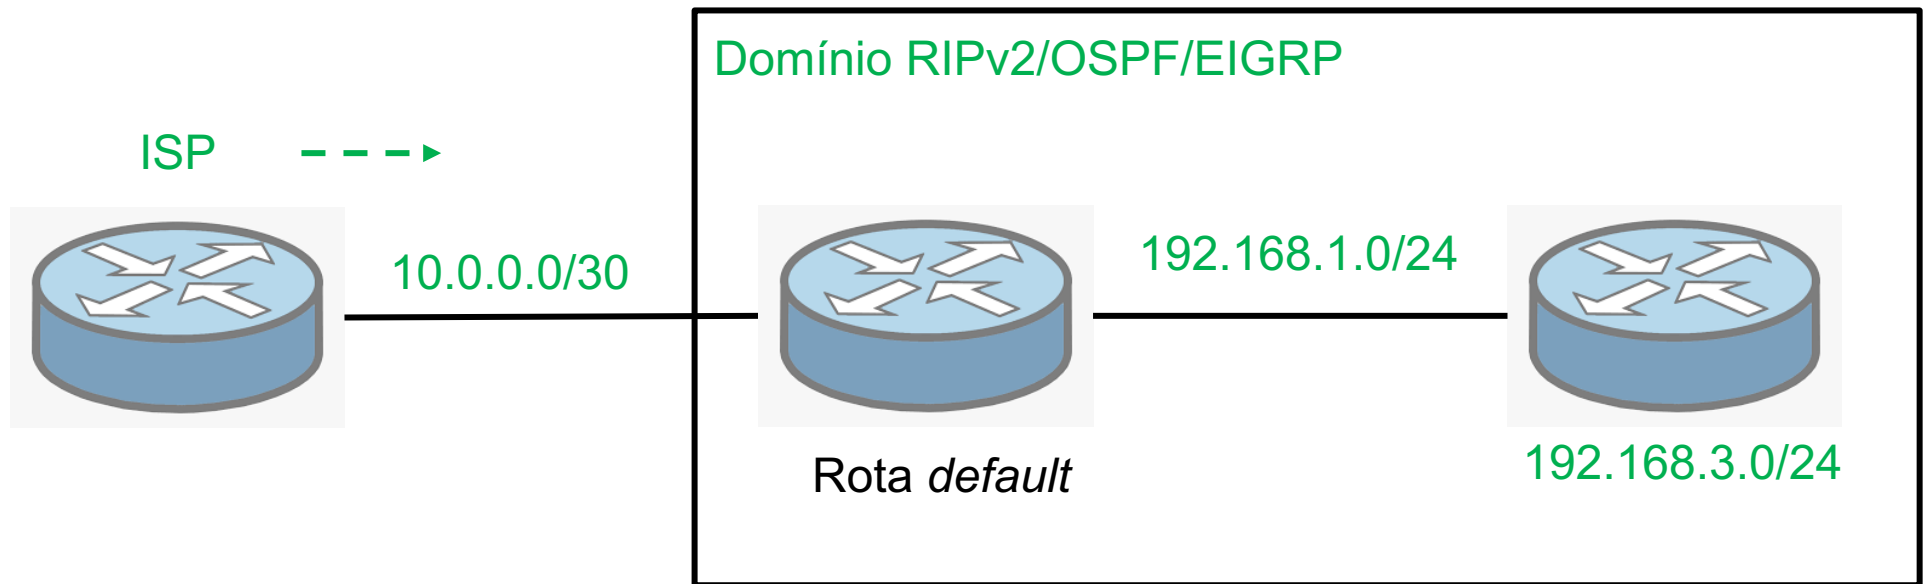 Domínio RIPv2/OSPF/EIGRP
ISP
10.0.0.0/30
192.168.1.0/24
Rota default
192.168.3.0/24